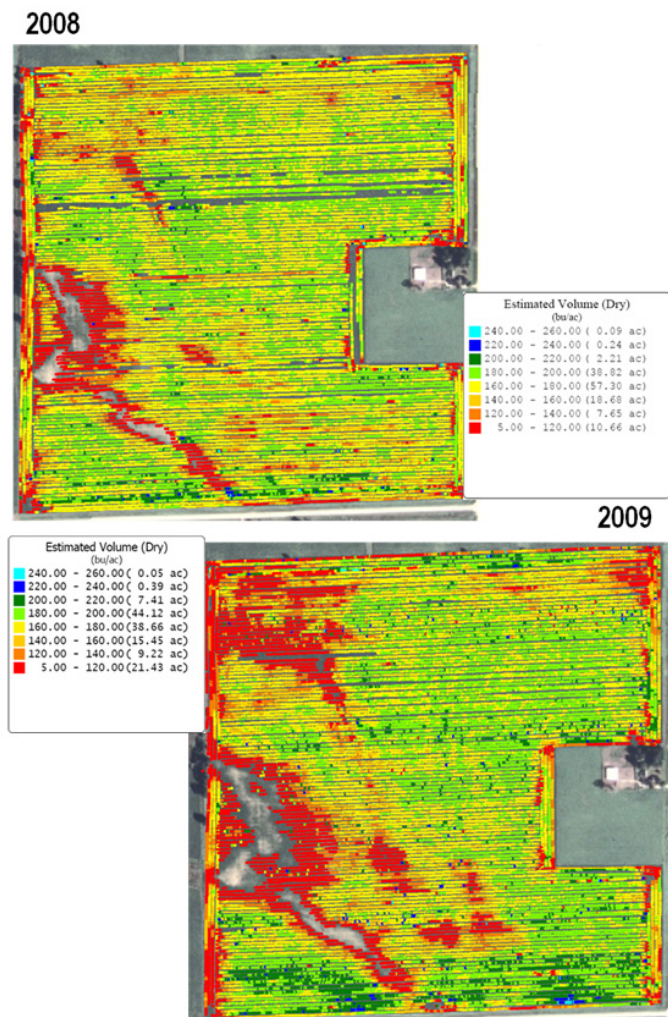 2008
Estimated Volume (Dry)
(bu/ac)
240.00 - 260.00 ( 0.09 ac)
220.00 - 240.00 ( 0.24 ac)
200.00 - 220.00 ( 2.21 ac)
180.00 - 200.00 (38.82 ac)
160.00 - 180.00 (57.30 ac)
140.00 - 160.00 (18.68 ac)
120.00 - 140.00 ( 7.65 ac)
5.00 - 120.00 (10.66 ac)
2009
Estimated Volume (Dry)
(bu/ac)
240.00 - 260.00( 0.05 ac)
220.00 - 240.00( 0.39 ac)
200.00 - 220.00( 7.41 ac)
180.00 - 200.00(44.12 ac)
160.00 - 180.00(38.66 ac)
140.00 - 160.00(15.45 ac)
120.00 - 140.00( 9.22 ac)
5.00 - 120.00(21.43 ac)